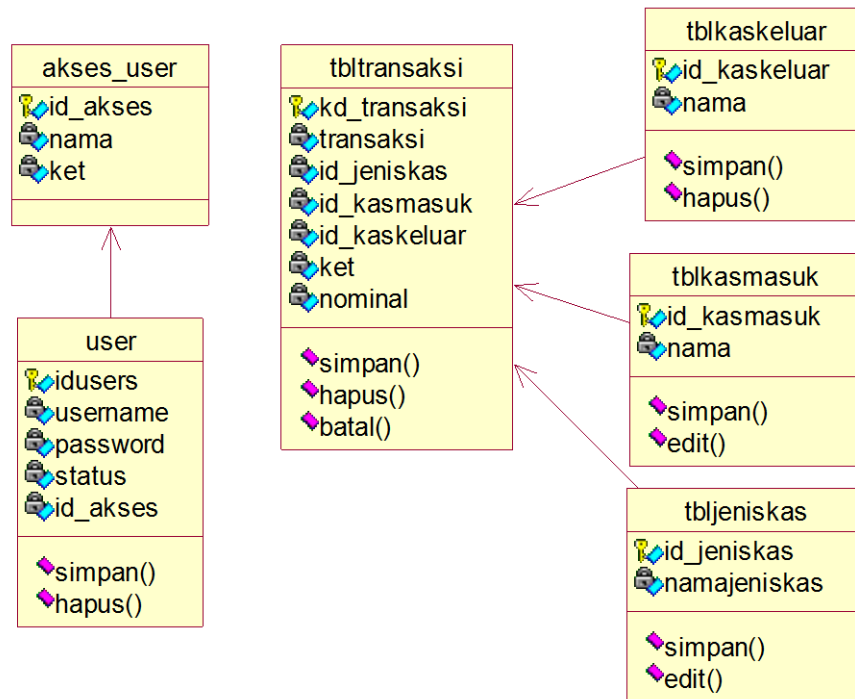 akses_user
id_akses
nama
ket
user
idusers
username
password
status
id_akses
simpan()
hapus()
tbltransaksi
kd_transaksi
transaksi
id_jeniskas
id_kasmasuk
id_kaskeluar
ket
nominal
simpan()
hapus()
batal()
tblkaskeluar
id_kaskeluar
nama
simpan()
hapus()
tblkasmasuk
id_kasmasuk
nama
simpan()
edit()
tbljeniskas
id_jeniskas
namajeniskas
simpan()
edit()